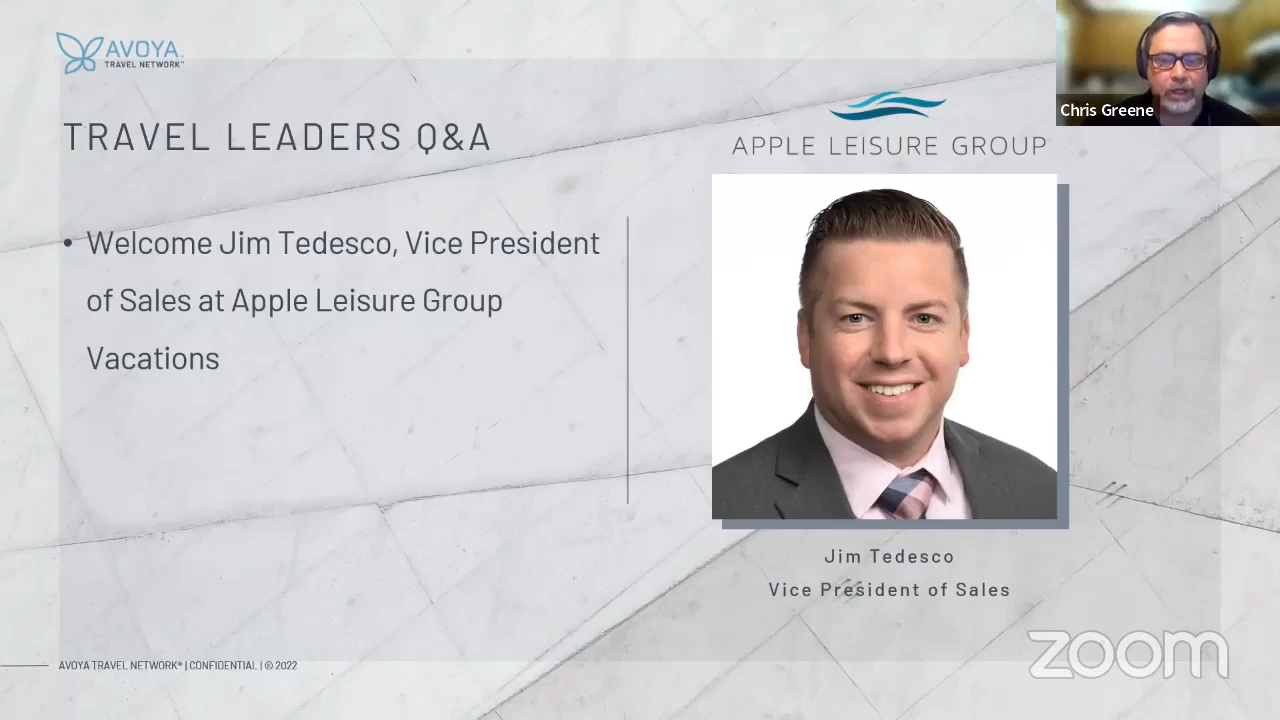 AVOYA
TRAVEL NETWORK™
Chris Greene
TRAVEL LEADERS Q&A
APPLE LEISURE GROUP
• Welcome Jim Tedesco, Vice President
of Sales at Apple Leisure Group
Vacations
Jim Tedesco
Vice President of Sales
AVOYA TRAVEL NETWORK® | CONFIDENTIAL | © 2022
zoom